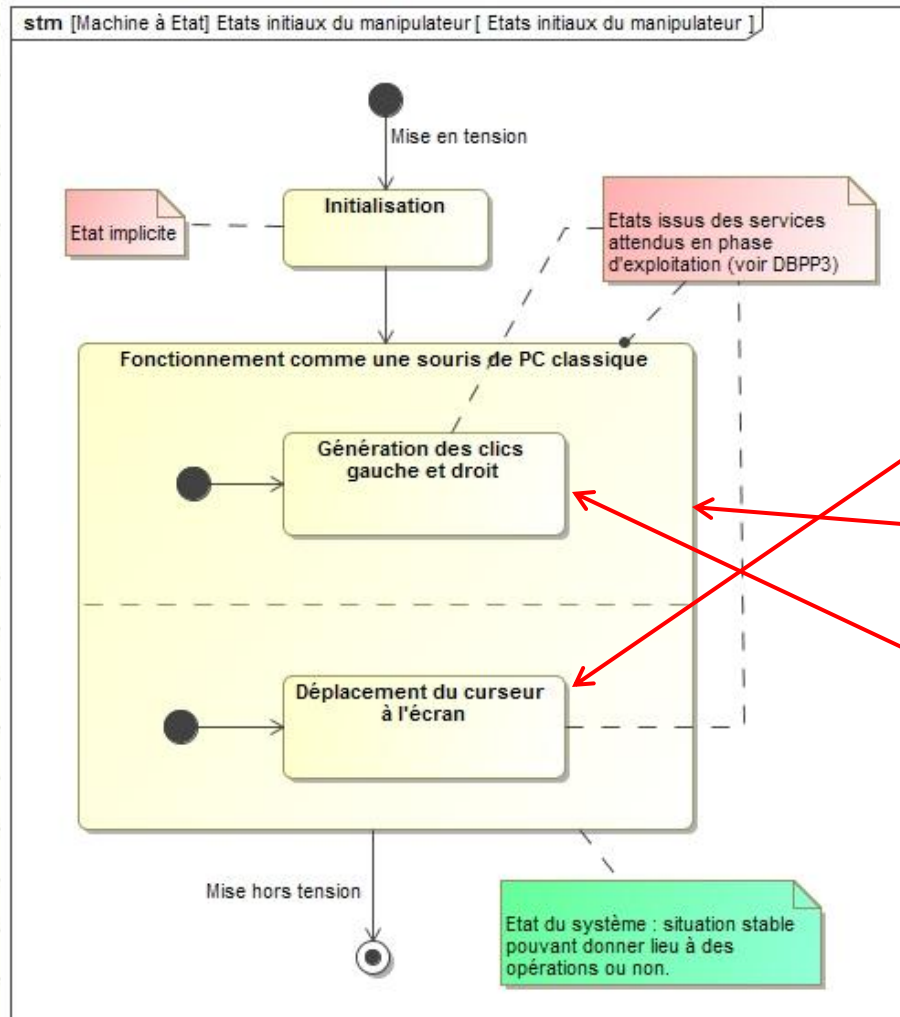 stm [Machine à Etat] Etats initiaux du manipulateur [ Etats initiaux du manipulateur ]
Mise en tension
Initialisation
Etat implicite
Etats issus des services
attendus en phase
d'exploitation (voir DBPP3)
Fonctionnement comme une souris de PC classique
Génération des clics
gauche et droit
Déplacement du curseur
à l'écran
Mise hors tension
Etat du système : situation stable
pouvant donner lieu à des
opérations ou non.